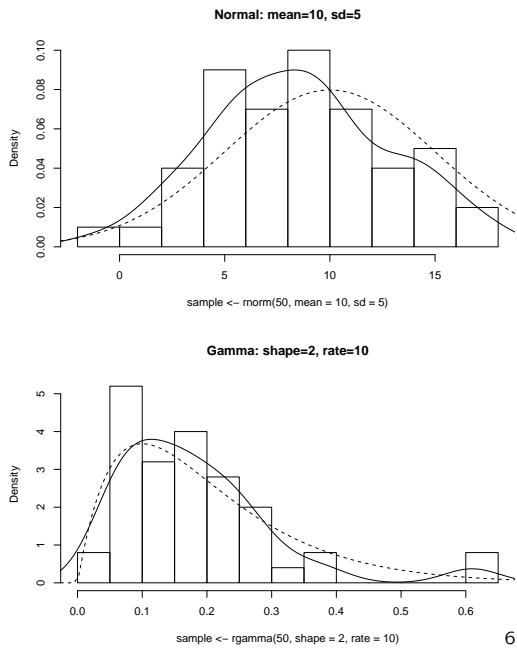 Normal: mean=10, sd=5
Density
0.00 0.02 0.04 0.06 0.08 0.10
0 5 10 15
sample <- rnorm(50, mean = 10, sd = 5)
Gamma: shape=2, rate=10
Density
0 1 2 3 4 5
0.0 0.1 0.2 0.3 0.4 0.5 0.6
sample <- rgamma(50, shape = 2, rate = 10)
6